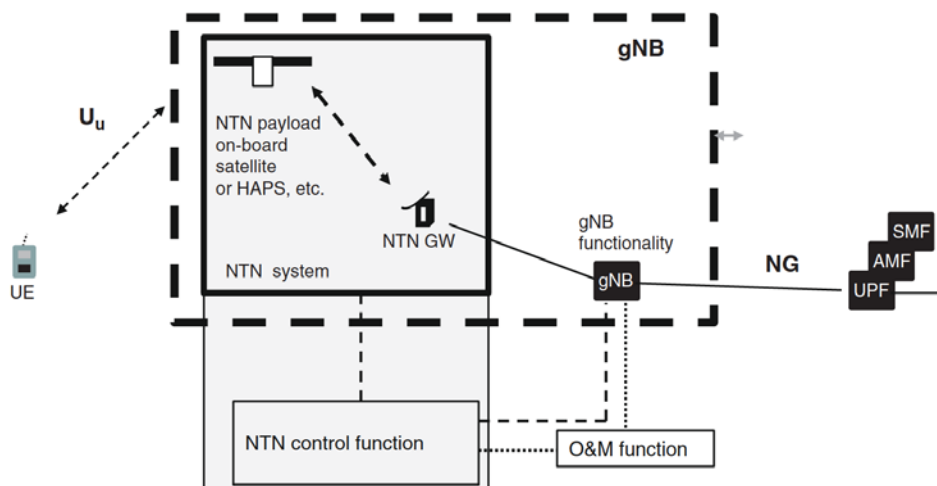 gNB
U_u
NTN payload
on-board
satellite
or HAPS, etc.
NTN GW
gNB
functionality
NTN system
gNB
NG
SMF
AMF
UPF
UE
NTN control function
O&M function